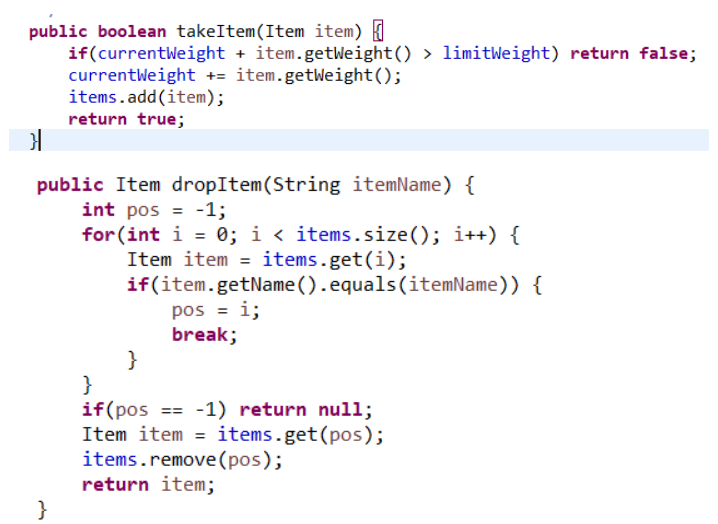 public boolean takeItem(Item item) {
if(currentWeight + item.getWeight() > limitWeight) return false;
currentWeight += item.getWeight();
items.add(item);
return true;
}
public Item dropItem(String itemName) {
int pos = -1;
for(int i = 0; i < items.size(); i++) {
Item item = items.get(i);
if(item.getName().equals(itemName)) {
pos = i;
break;
}
}
if(pos == -1) return null;
Item item = items.get(pos);
items.remove(pos);
return item;
}